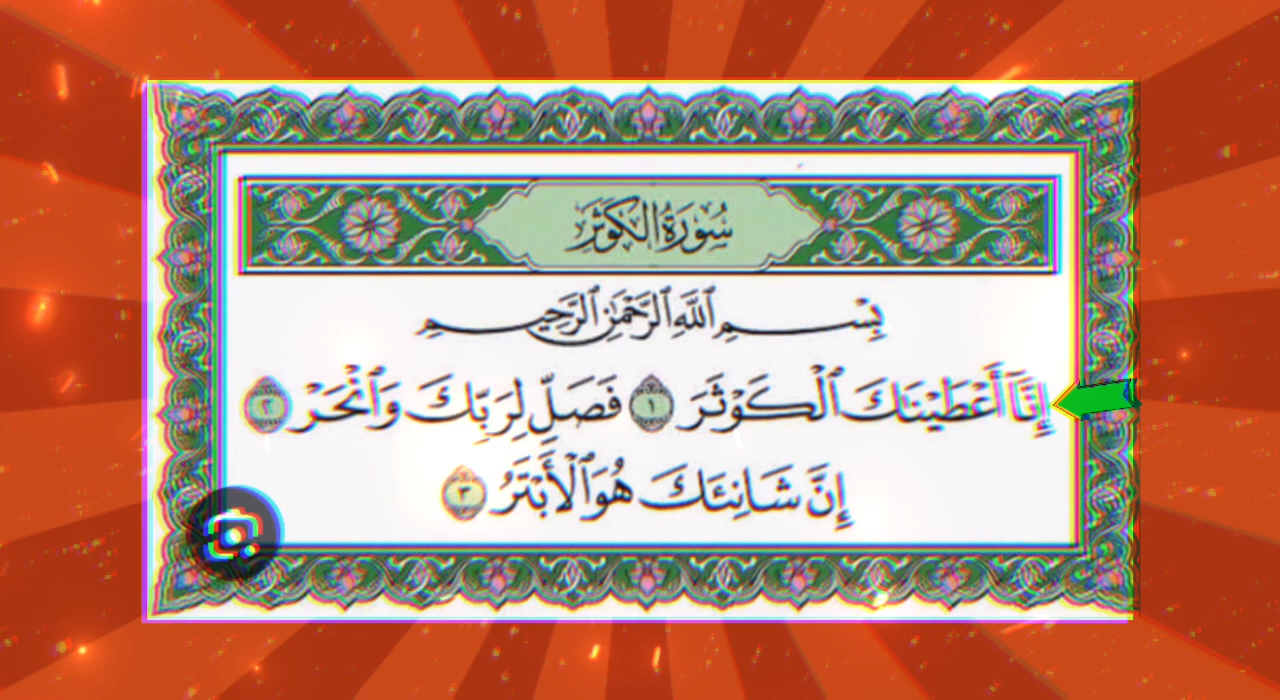 سُورَةُ الكَوْثَرِ
بِسْمِ ٱللَّهِ ٱلرَّحْمَٰنِ ٱلرَّحِيمِ
إِنَّآ أَعْطَيْنَٰكَ ٱلْكَوْثَرَ ١ فَصَلِّ لِرَبِّكَ وَٱنْحَرْ ٢
إِنَّ شَانِئَكَ هُوَ ٱلْأَبْتَرُ ٣